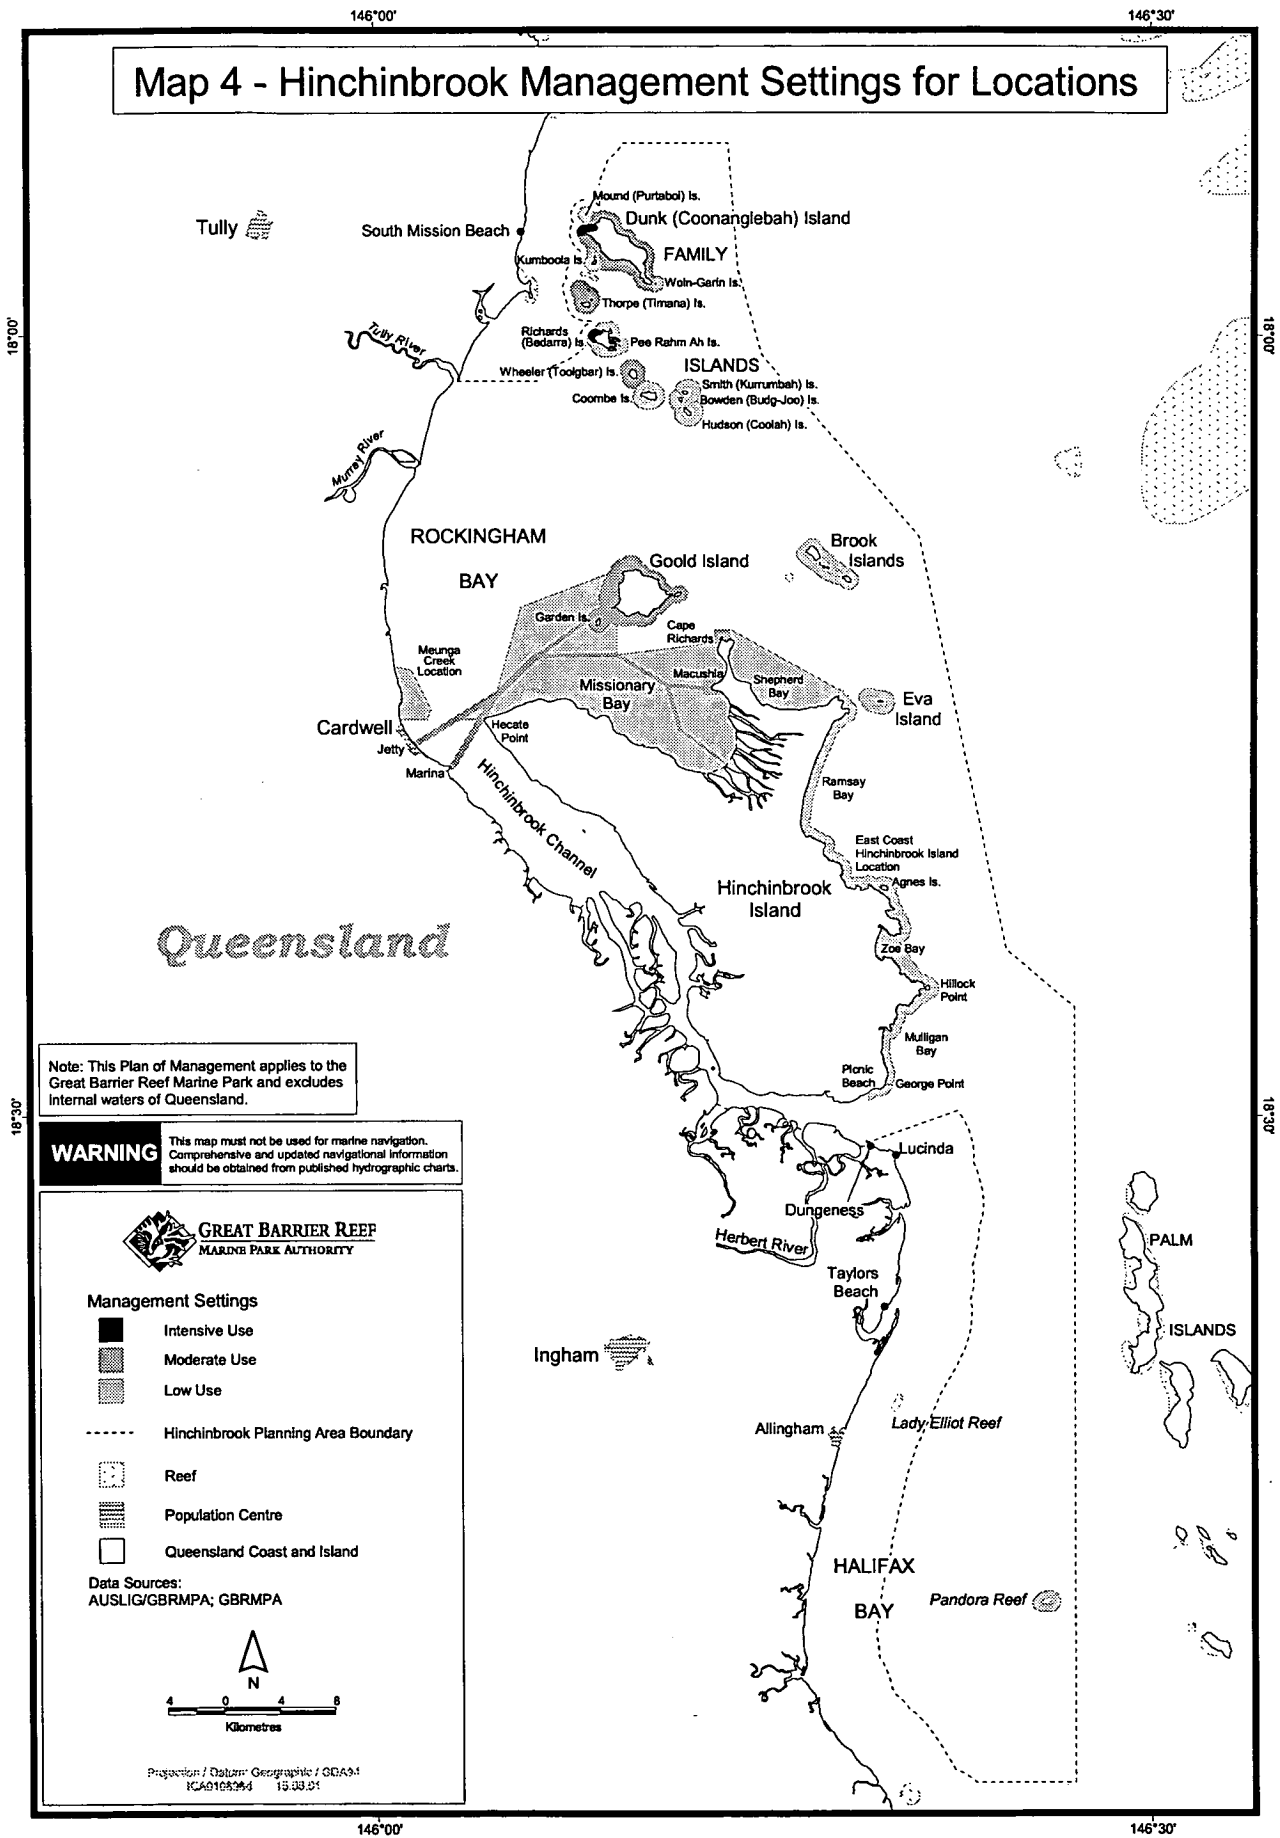 146°00'
146°30'
Map 4 - Hinchinbrook Management Settings for Locations
Mound (Purtaboi) Is.
Tully
South Mission Beach
Dunk (Coonanglebah) Island
FAMILY
Kumboola Is.
Woln-Garin Is.
Thorpe (Timana) Is.
18°00'
18°00'
Tully River
Richards
(Bedarra) Is
Pee Rahm Ah Is.
ISLANDS
Wheeler (Toolgbar) Is.
Smith (Kurrumbah) Is.
Coombe Is.
Bowden (Budg-Joo) Is.
Hudson (Coolah) Is.
Murray River
ROCKINGHAM
BAY
Goold Island
Brook
Islands
Garden Is.
Cape
Richards
Meunga
Creek
Location
Macushla
Shepherd
Bay
Missionary
Bay
Eva
Island
Cardwell
Jetty
Hecate
Point
Marina
Hinchinbrook Channel
Ramsay
Bay
East Coast
Hinchinbrook Island
Location
Agnes Is.
Hinchinbrook
Island
Queensland
Zoe Bay
Hillock
Point
Mulligan
Bay
Picnic
Beach
George Point
Note: This Plan of Management applies to the
Great Barrier Reef Marine Park and excludes
internal waters of Queensland.
18°30'
18°30'
WARNING
This map must not be used for marine navigation.
Comprehensive and updated navigational information
should be obtained from published hydrographic charts.
Lucinda
Dungeness
Herbert River
Taylors
Beach
PALM
ISLANDS
GREAT BARRIER REEF
MARINE PARK AUTHORITY
Management Settings
Intensive Use
Moderate Use
Low Use
Hinchinbrook Planning Area Boundary
Reef
Population Centre
Queensland Coast and Island
Data Sources:
AUSLIG/GBRMPA; GBRMPA
N
4 0 4 8
Kilometres
Projection / Datum: Geographic / GDA94
Ingham
Allingham
Lady Elliot Reef
HALIFAX
BAY
Pandora Reef
146°00'
146°30'